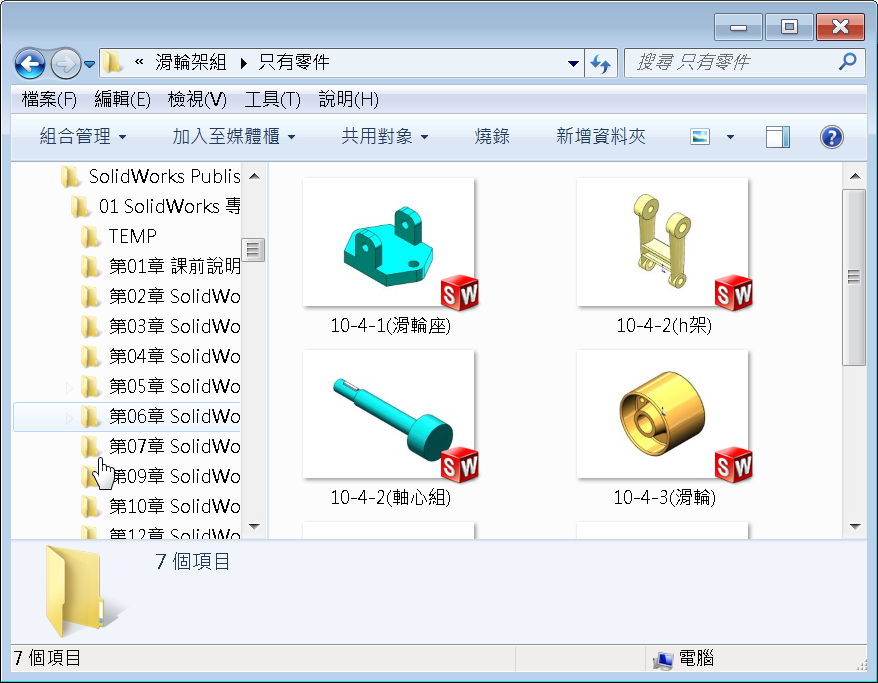 « 滑輪架組 ▸ 只有零件
搜尋 只有零件
檔案(F) 編輯(E) 檢視(V) 工具(T) 說明(H)
組合管理 加入至媒體櫃 共用對象 燒錄 新增資料夾
SolidWorks Publis
01 SolidWorks 專
TEMP
第01章 課前說明
第02章 SolidWo
第03章 SolidWo
第04章 SolidWo
第05章 SolidWo
第06章 SolidWo
第07章 SolidWo
第09章 SolidWo
第10章 SolidWo
第12章 SolidWo
SW
10-4-1(滑輪座)
SW
10-4-2(h架)
SW
10-4-2(軸心組)
SW
10-4-3(滑輪)
7 個項目
7 個項目
電腦